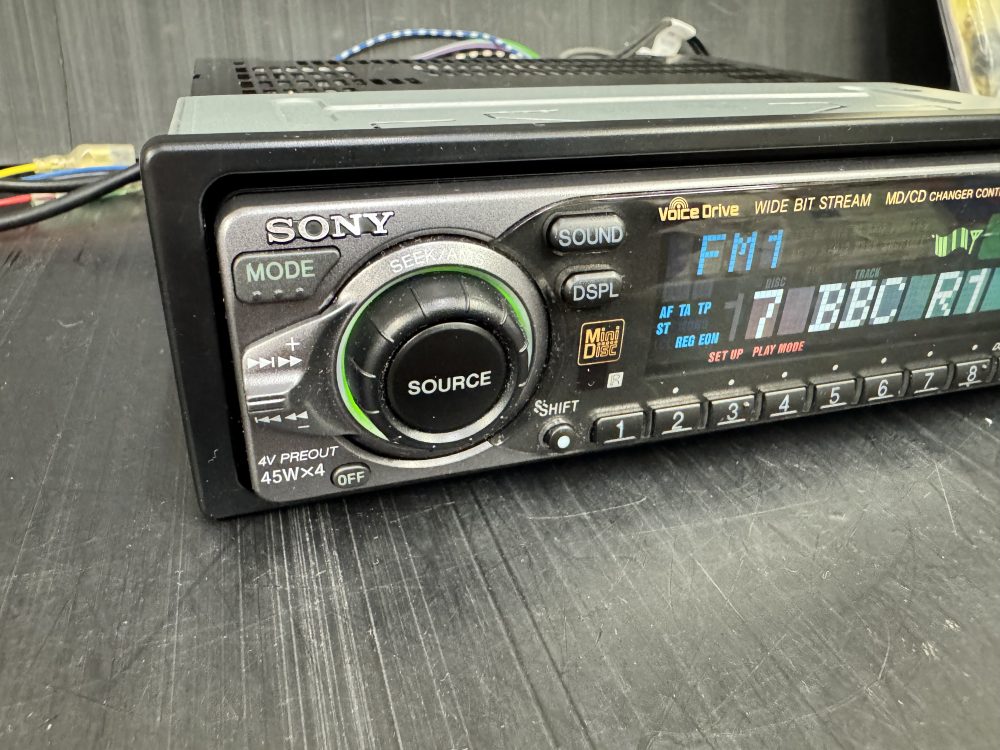 SONY
MODE
SEEK/AMS
+
−
SOURCE
4V PREOUT
45W×4
OFF
SOUND
DSPL
Mini
Disc
SHIFT
Voice Drive
WIDE BIT STREAM
MD/CD CHANGER CONT
FM1
DISC
TRACK
AF TA TP
ST
REG EON
7 BBC R1
SET UP PLAY MODE
1 2 3 4 5 6 7 8